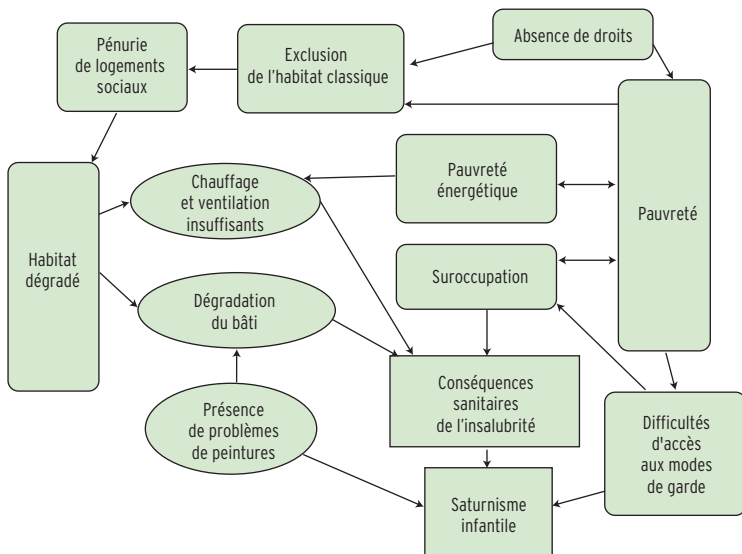 Pénurie
de logements
sociaux
Exclusion
de l'habitat classique
Absence de droits
Chauffage
et ventilation
insuffisants
Pauvreté
énergétique
Pauvreté
Habitat
dégradé
Suroccupation
Dégradation
du bâti
Conséquences
sanitaires
de l'insalubrité
Présence
de problèmes
de peintures
Difficultés
d'accès
aux modes
de garde
Saturnisme
infantile